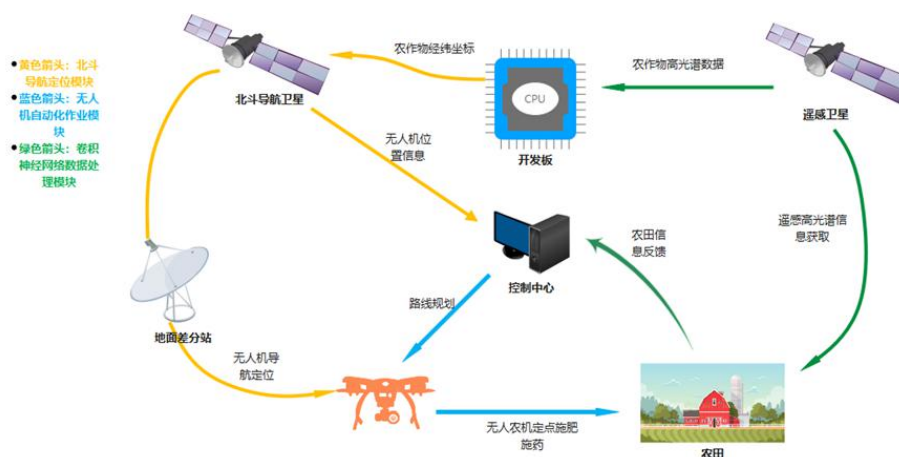 农作物经纬坐标
农作物高光谱数据
黄色箭头：北斗
导航定位模块
蓝色箭头：无人
机自动化作业模
块
绿色箭头：卷积
神经网络数据处
理模块
北斗导航卫星
CPU
遥感卫星
开发板
无人机位
置信息
遥感高光谱信
息获取
农田信
息反馈
控制中心
路线规划
地面差分站
无人机导
航定位
无人农机定点施肥
施药
农田